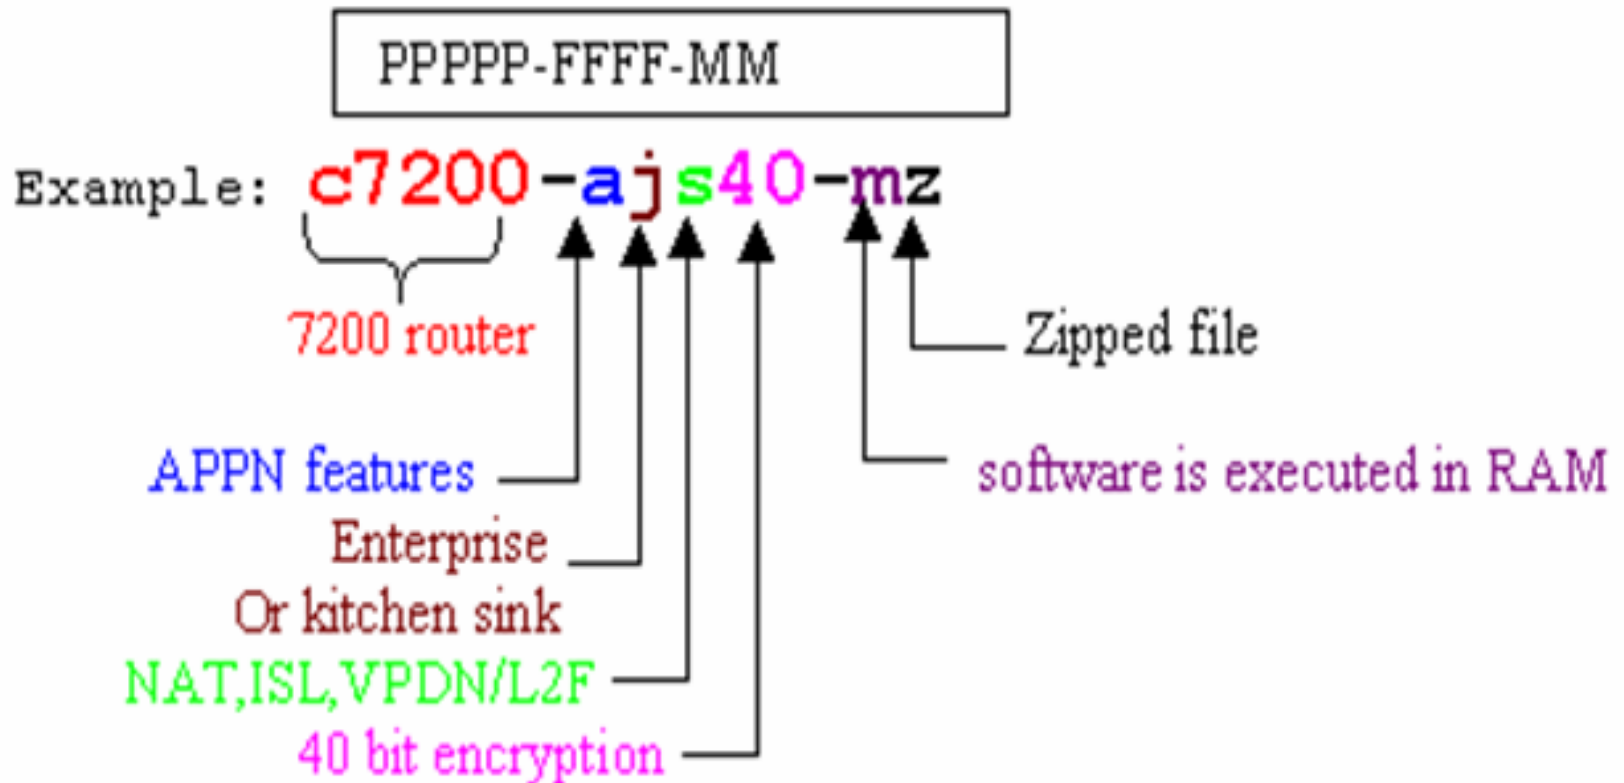 PPPPP-FFFF-MM
Example: c7200-ajs40-mz
7200 router
Zipped file
APPN features
software is executed in RAM
Enterprise
Or kitchen sink
NAT,ISL,VPDN/L2F
40 bit encryption